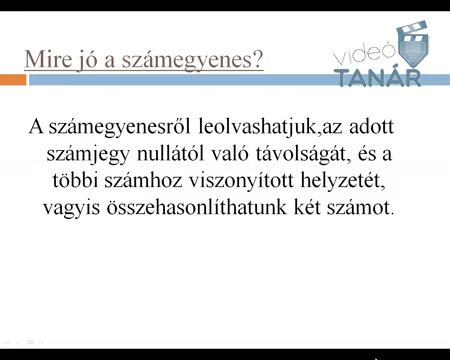 Mire jó a számegyenes?
videó
TANÁR
A számegyenesről leolvashatjuk,az adott
számjegy nullától való távolságát, és a
többi számhoz viszonyított helyzetét,
vagyis összehasonlíthatunk két számot.